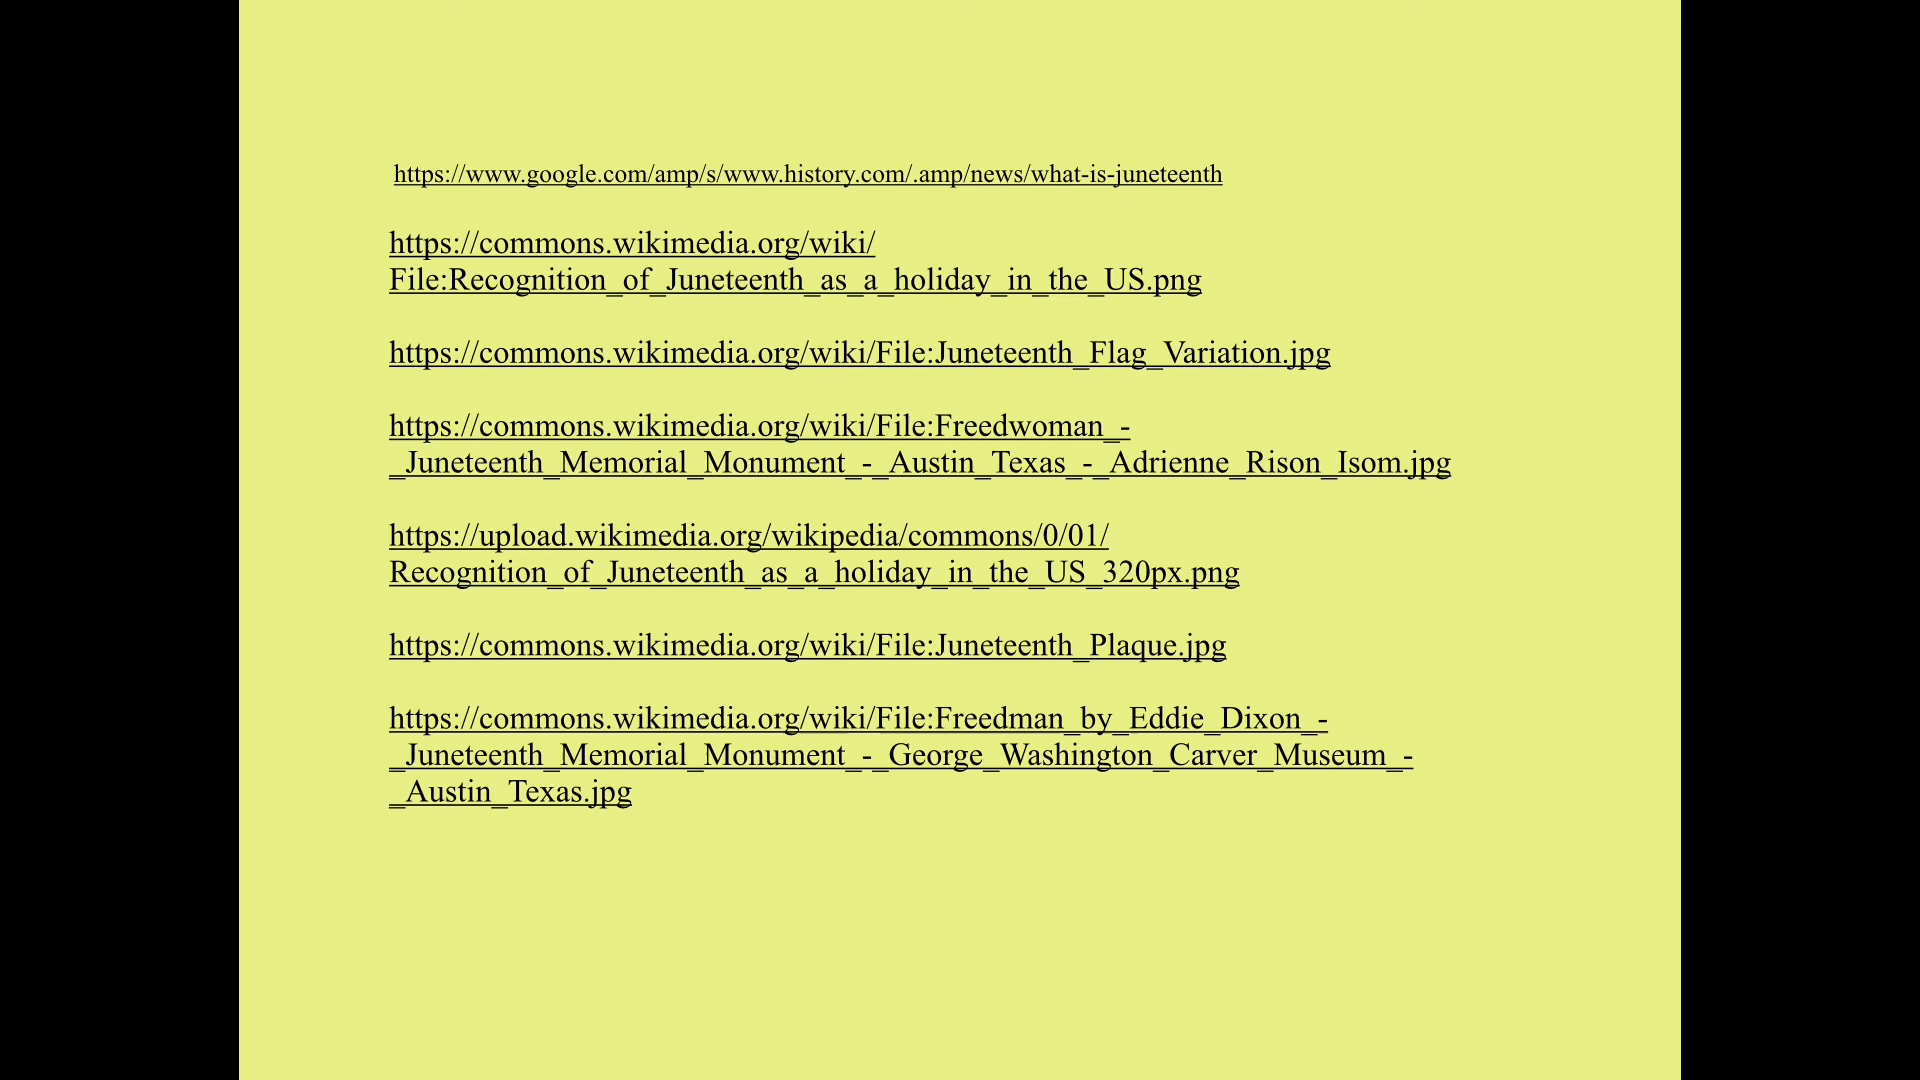 https://www.google.com/amp/s/www.history.com/.amp/news/what-is-juneteenth
https://commons.wikimedia.org/wiki/
File:Recognition_of_Juneteenth_as_a_holiday_in_the_US.png
https://commons.wikimedia.org/wiki/File:Juneteenth_Flag_Variation.jpg
https://commons.wikimedia.org/wiki/File:Freedwoman_-
_Juneteenth_Memorial_Monument_-_Austin_Texas_-_Adrienne_Rison_Isom.jpg
https://upload.wikimedia.org/wikipedia/commons/0/01/
Recognition_of_Juneteenth_as_a_holiday_in_the_US_320px.png
https://commons.wikimedia.org/wiki/File:Juneteenth_Plaque.jpg
https://commons.wikimedia.org/wiki/File:Freedman_by_Eddie_Dixon_-
_Juneteenth_Memorial_Monument_-_George_Washington_Carver_Museum_-
_Austin_Texas.jpg